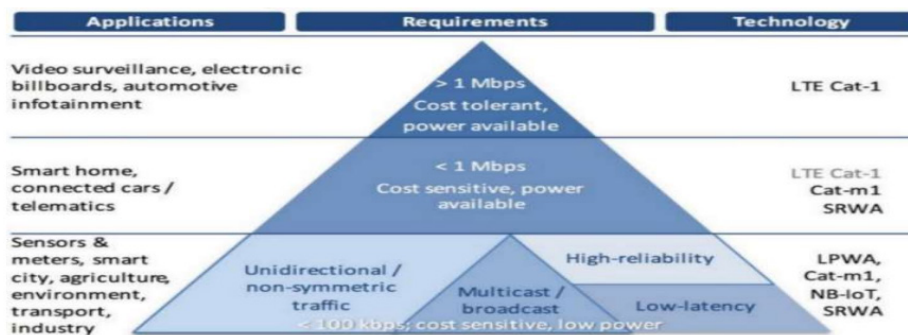 Applications
Requirements
Technology
Video surveillance, electronic
billboards, automotive
infotainment
> 1 Mbps
Cost tolerant,
power available
LTE Cat-1
Smart home,
connected cars /
telematics
< 1 Mbps
Cost sensitive, power
available
LTE Cat-1
Cat-m1
SRWA
Sensors &
meters, smart
city, agriculture,
environment,
transport,
industry
Unidirectional /
non-symmetric
traffic
Multicast /
broadcast
High-reliability
Low-latency
< 100 kbps; cost sensitive, low power
LPWA,
Cat-m1,
NB-IoT,
SRWA